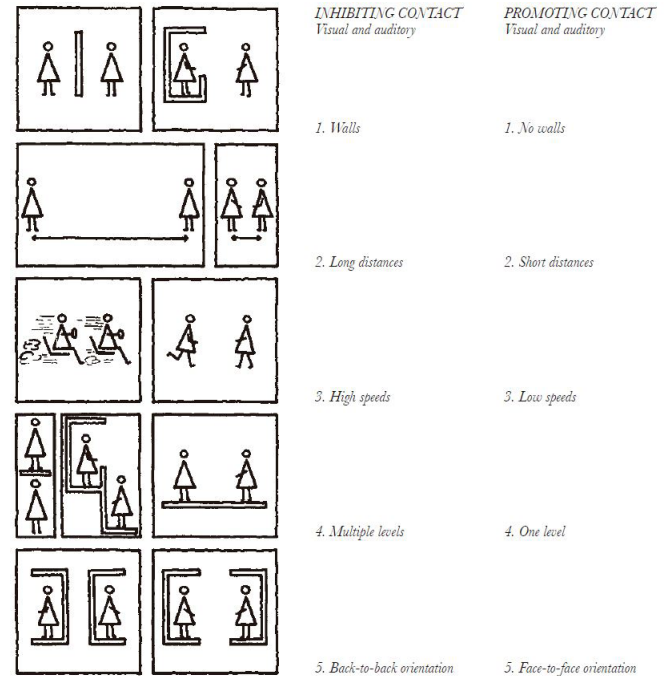 INHIBITING CONTACT
Visual and auditory
PROMOTING CONTACT
Visual and auditory
1. Walls
1. No walls
2. Long distances
2. Short distances
3. High speeds
3. Low speeds
4. Multiple levels
4. One level
5. Back-to-back orientation
5. Face-to-face orientation